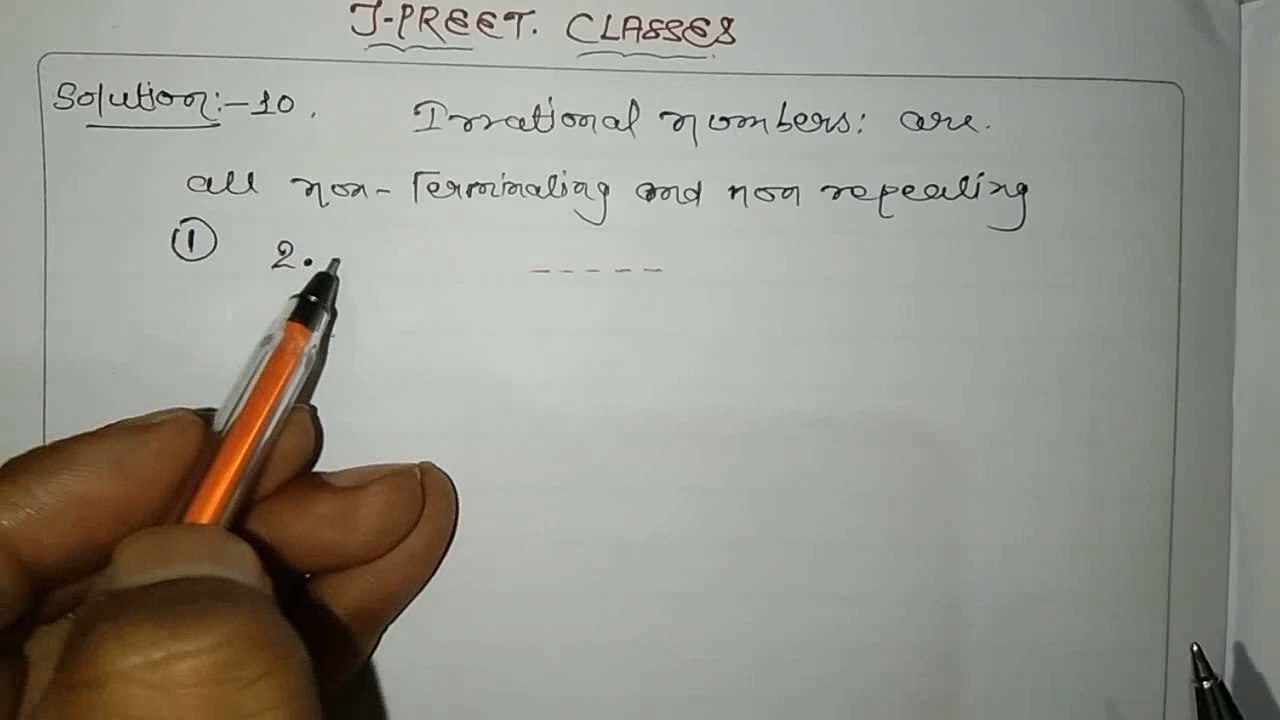 J-PREET. CLASSES
Solution:-10. Irrational numbers: are.
all non-Terminating and non repeating
① 2. -----